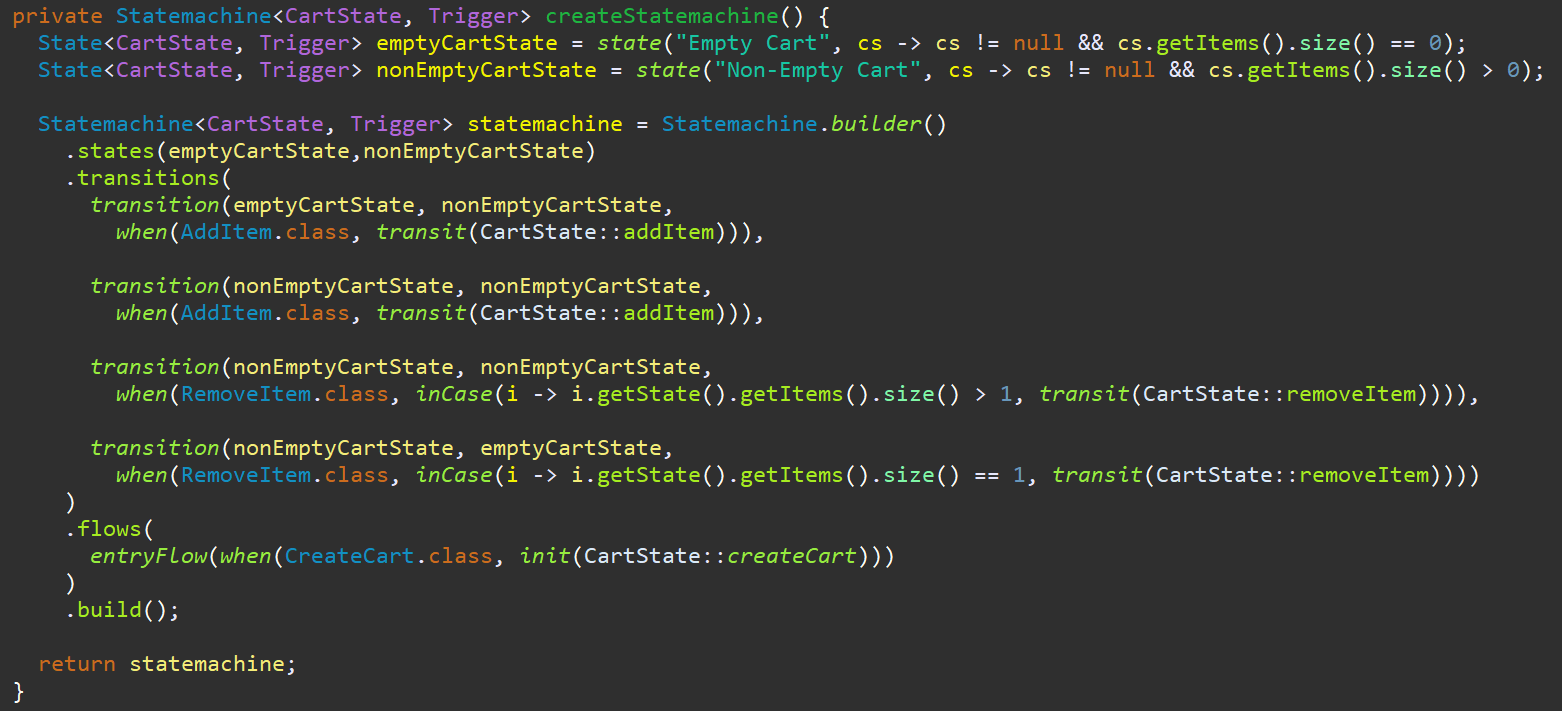 private Statemachine<CartState, Trigger> createStatemachine() {
  State<CartState, Trigger> emptyCartState = state("Empty Cart", cs -> cs != null && cs.getItems().size() == 0);
  State<CartState, Trigger> nonEmptyCartState = state("Non-Empty Cart", cs -> cs != null && cs.getItems().size() > 0);

  Statemachine<CartState, Trigger> statemachine = Statemachine.builder()
    .states(emptyCartState,nonEmptyCartState)
    .transitions(
      transition(emptyCartState, nonEmptyCartState,
        when(AddItem.class, transit(CartState::addItem))),

      transition(nonEmptyCartState, nonEmptyCartState,
        when(AddItem.class, transit(CartState::addItem))),

      transition(nonEmptyCartState, nonEmptyCartState,
        when(RemoveItem.class, inCase(i -> i.getState().getItems().size() > 1, transit(CartState::removeItem)))),

      transition(nonEmptyCartState, emptyCartState,
        when(RemoveItem.class, inCase(i -> i.getState().getItems().size() == 1, transit(CartState::removeItem))))
    )
    .flows(
      entryFlow(when(CreateCart.class, init(CartState::createCart)))
    )
    .build();

  return statemachine;
}